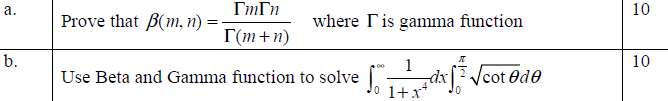 a. Prove that β(m, n) = ΓmΓn / Γ(m+n) where Γ is gamma function 10
b. Use Beta and Gamma function to solve ∫₀^∞ 1/(1+x⁴) dx ∫₀^(π/2) √cot θ dθ 10